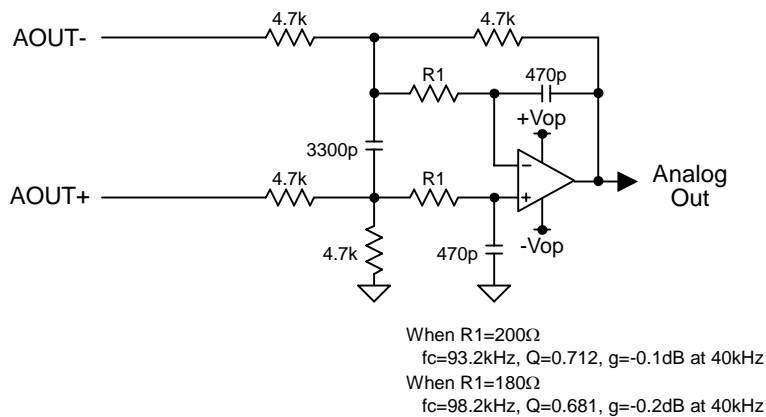 4.7k
4.7k
AOUT-
R1
470p
+Vop
3300p
4.7k
R1
AOUT+
Analog
Out
-Vop
4.7k
470p
When R1=200Ω
fc=93.2kHz, Q=0.712, g=-0.1dB at 40kHz
When R1=180Ω
fc=98.2kHz, Q=0.681, g=-0.2dB at 40kHz